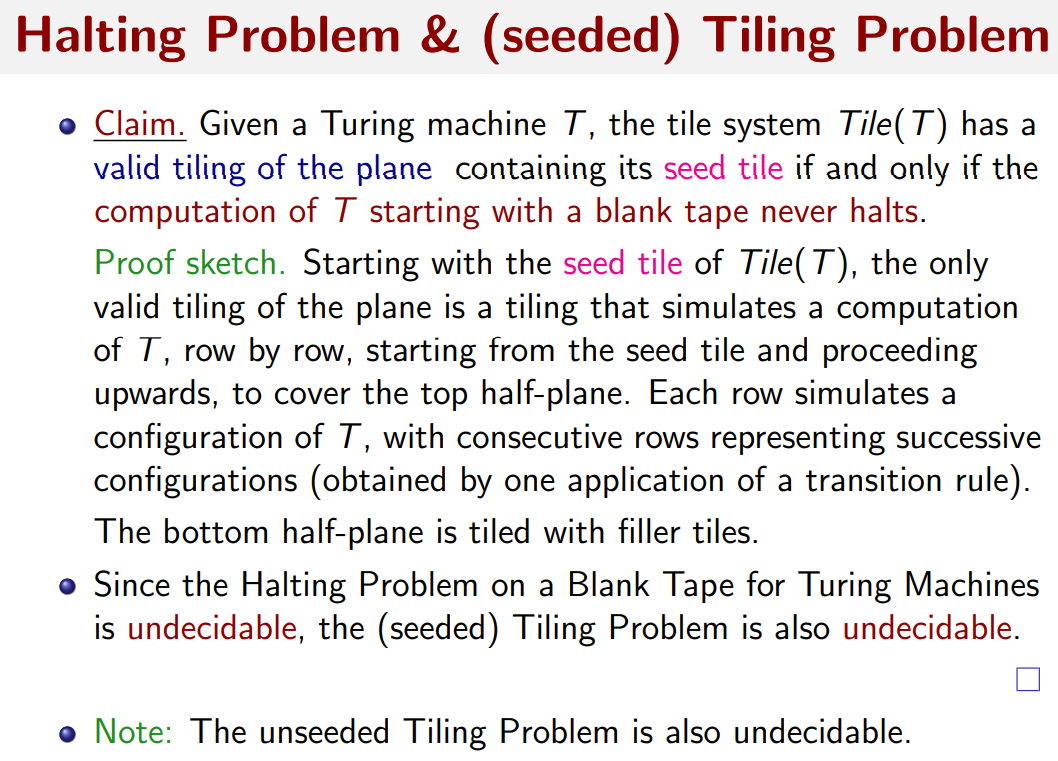 Halting Problem & (seeded) Tiling Problem
Claim. Given a Turing machine T, the tile system Tile(T) has a
valid tiling of the plane containing its seed tile if and only if the
computation of T starting with a blank tape never halts.
Proof sketch. Starting with the seed tile of Tile(T), the only
valid tiling of the plane is a tiling that simulates a computation
of T, row by row, starting from the seed tile and proceeding
upwards, to cover the top half-plane. Each row simulates a
configuration of T, with consecutive rows representing successive
configurations (obtained by one application of a transition rule).
The bottom half-plane is tiled with filler tiles.
Since the Halting Problem on a Blank Tape for Turing Machines
is undecidable, the (seeded) Tiling Problem is also undecidable.
Note: The unseeded Tiling Problem is also undecidable.